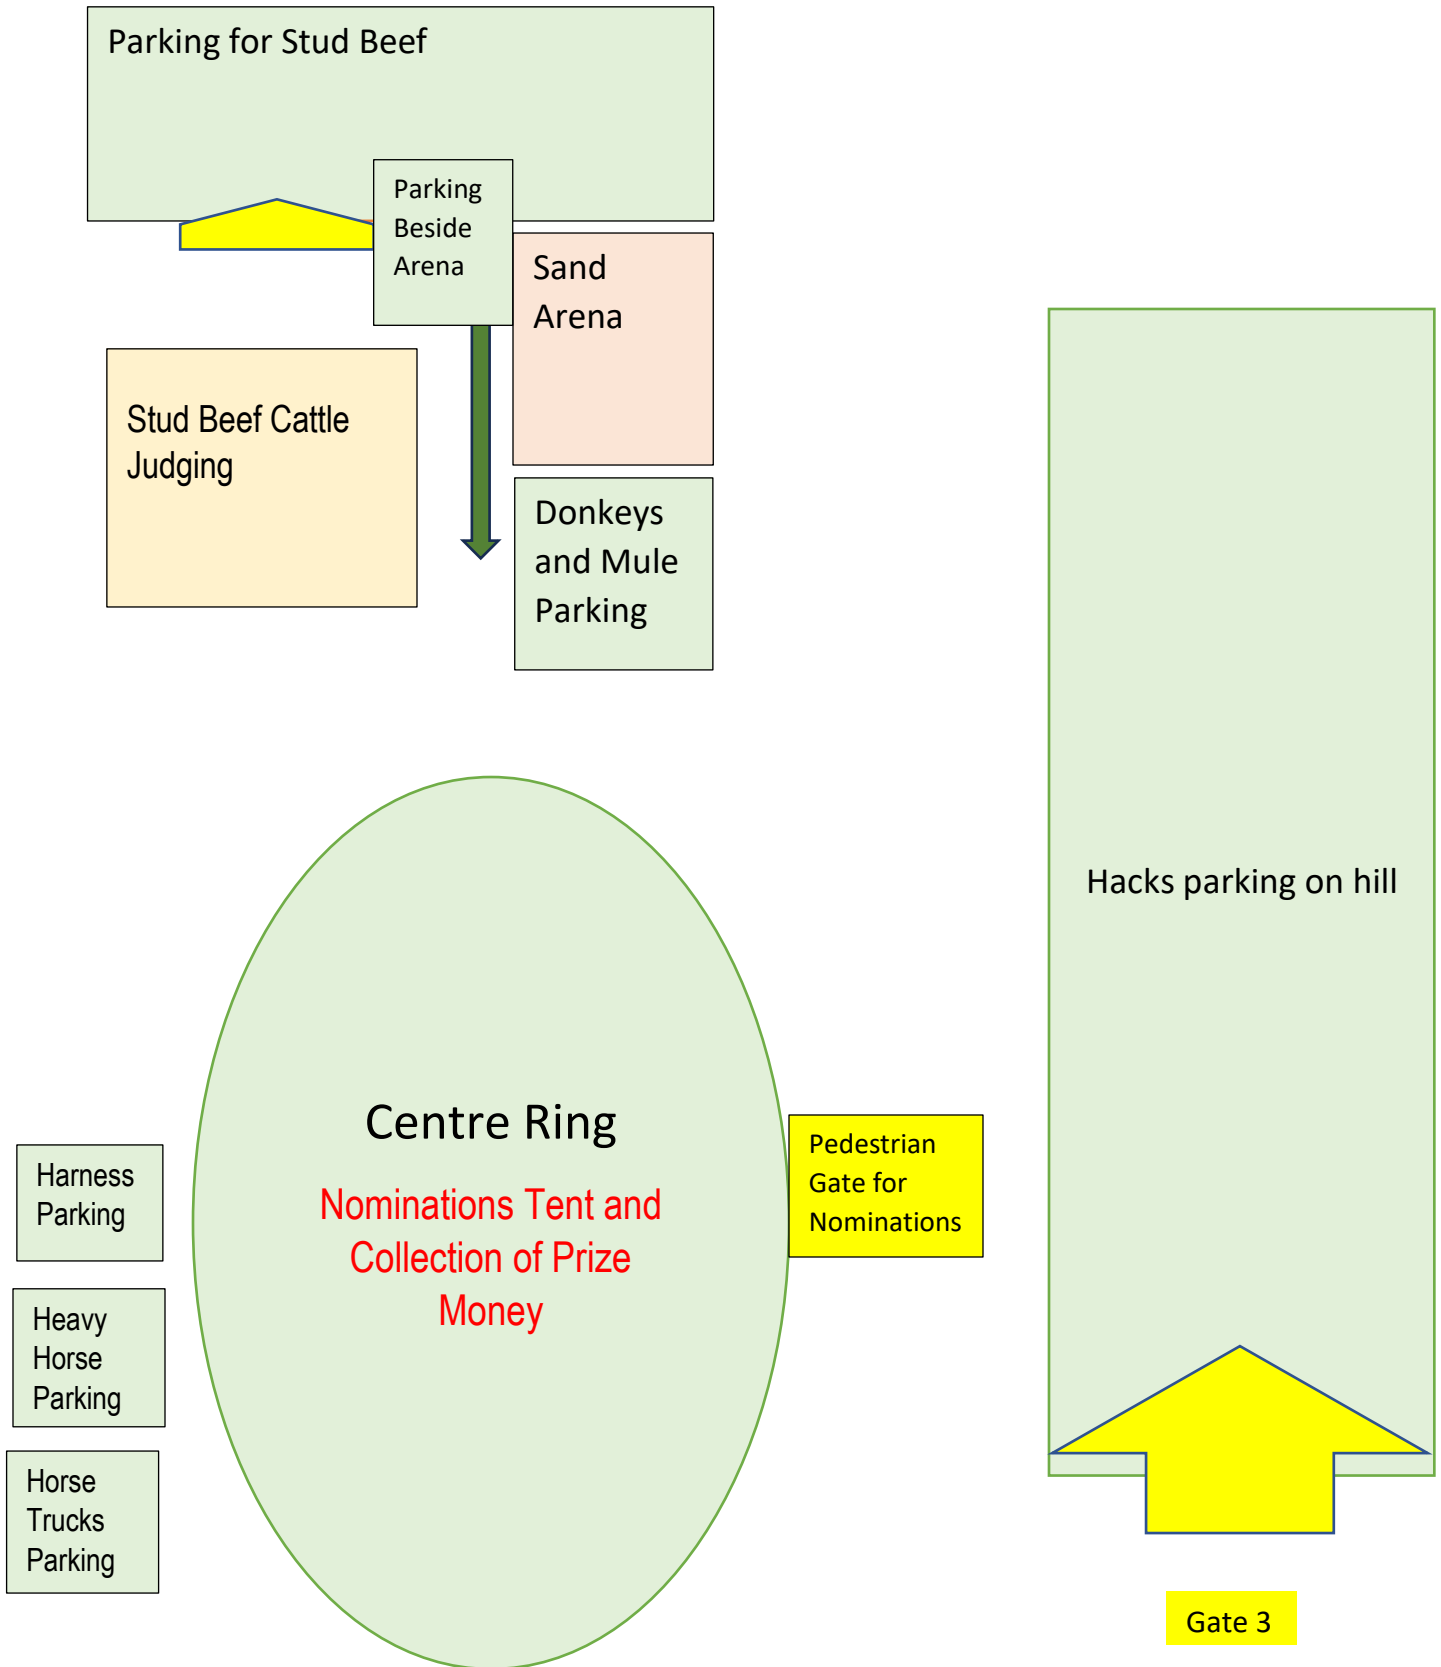 Parking for Stud Beef
Parking
Beside
Arena
Sand
Arena
Stud Beef Cattle
Judging
Donkeys
and Mule
Parking
Hacks parking on hill
Centre Ring
Nominations Tent and
Collection of Prize
Money
Pedestrian
Gate for
Nominations
Harness
Parking
Heavy
Horse
Parking
Horse
Trucks
Parking
Gate 3